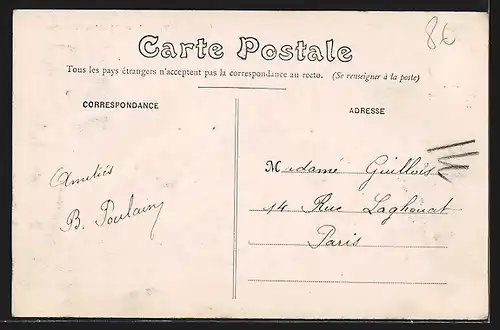 86
Carte Postale
Tous les pays étrangers n'acceptent pas la correspondance au recto. (Se renseigner à la poste)
CORRESPONDANCE
Amitiés
B. Poulain
ADRESSE
Madame Guillois
14 Rue Laghouat
Paris